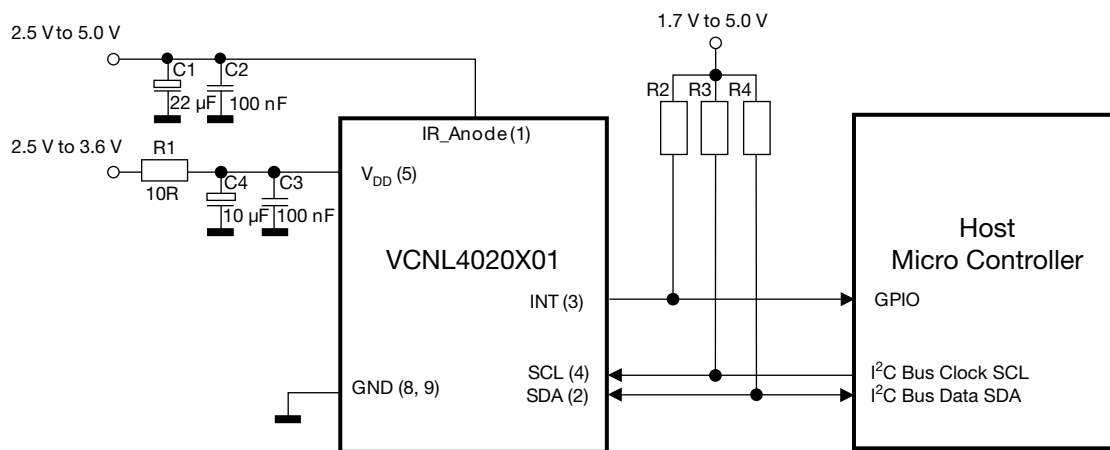 2.5 V to 5.0 V
C1
C2
22 µF
100 nF
2.5 V to 3.6 V
R1
10R
C4
C3
10 µF
100 nF
1.7 V to 5.0 V
R2
R3
R4
IR_Anode (1)
VDD (5)
VCNL4020X01
INT (3)
SCL (4)
SDA (2)
GND (8, 9)
Host
Micro Controller
GPIO
I²C Bus Clock SCL
I²C Bus Data SDA